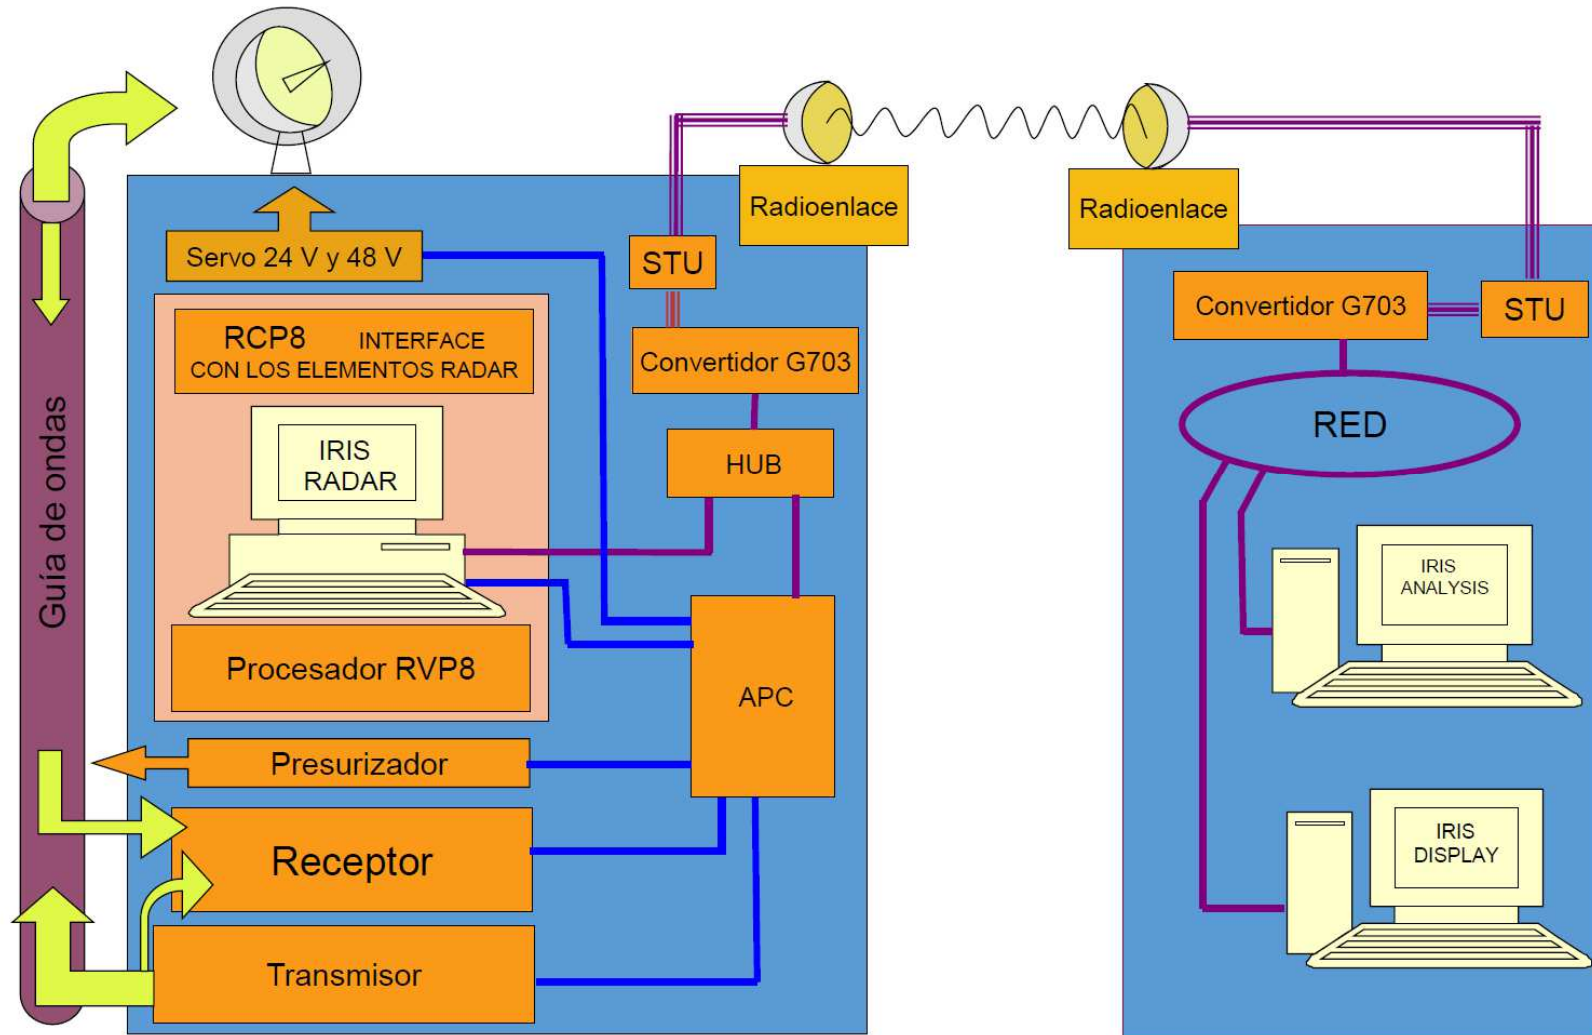 Guía de ondas
Servo 24 V y 48 V
RCP8 INTERFACE
CON LOS ELEMENTOS RADAR
IRIS
RADAR
Procesador RVP8
Presurizador
Receptor
Transmisor
Radioenlace
STU
Convertidor G703
HUB
APC
Radioenlace
Convertidor G703
STU
RED
IRIS
ANALYSIS
IRIS
DISPLAY